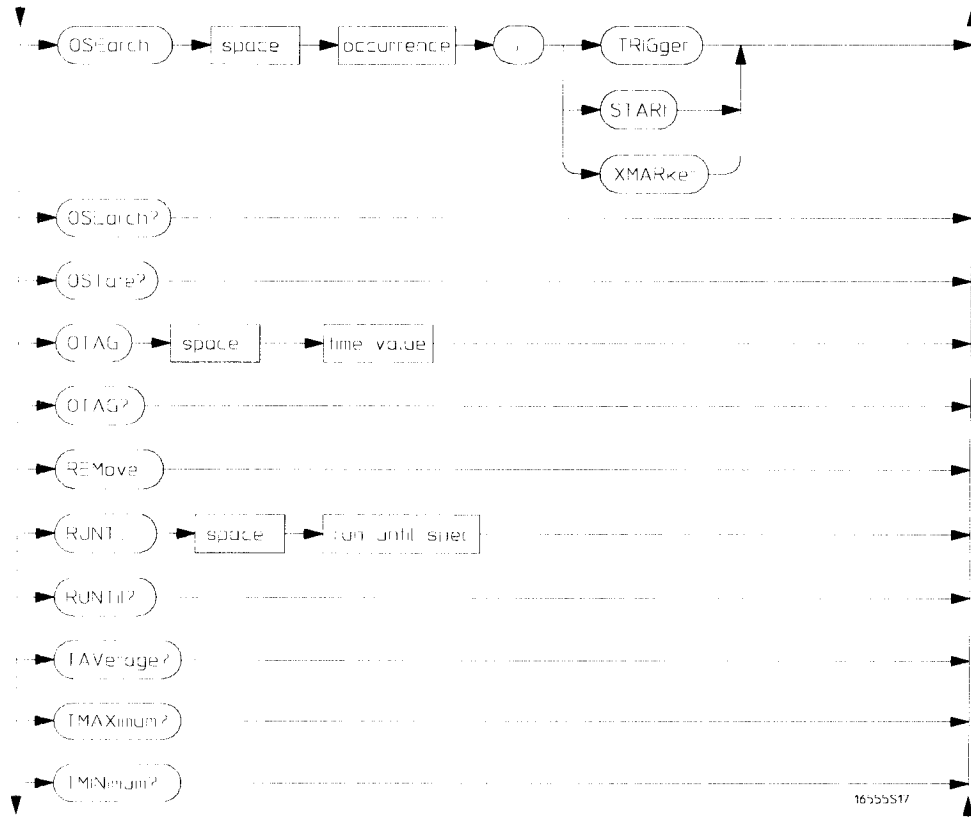 OSEarch space occurrence , TRIGger
STARt
XMARker
OSEarch?
OSTate?
OTAG space time value
OTAG?
REMove
RUNTil space run until spec
RUNTil?
TAVerage?
TMAXimum?
TMINimum?
16555S17